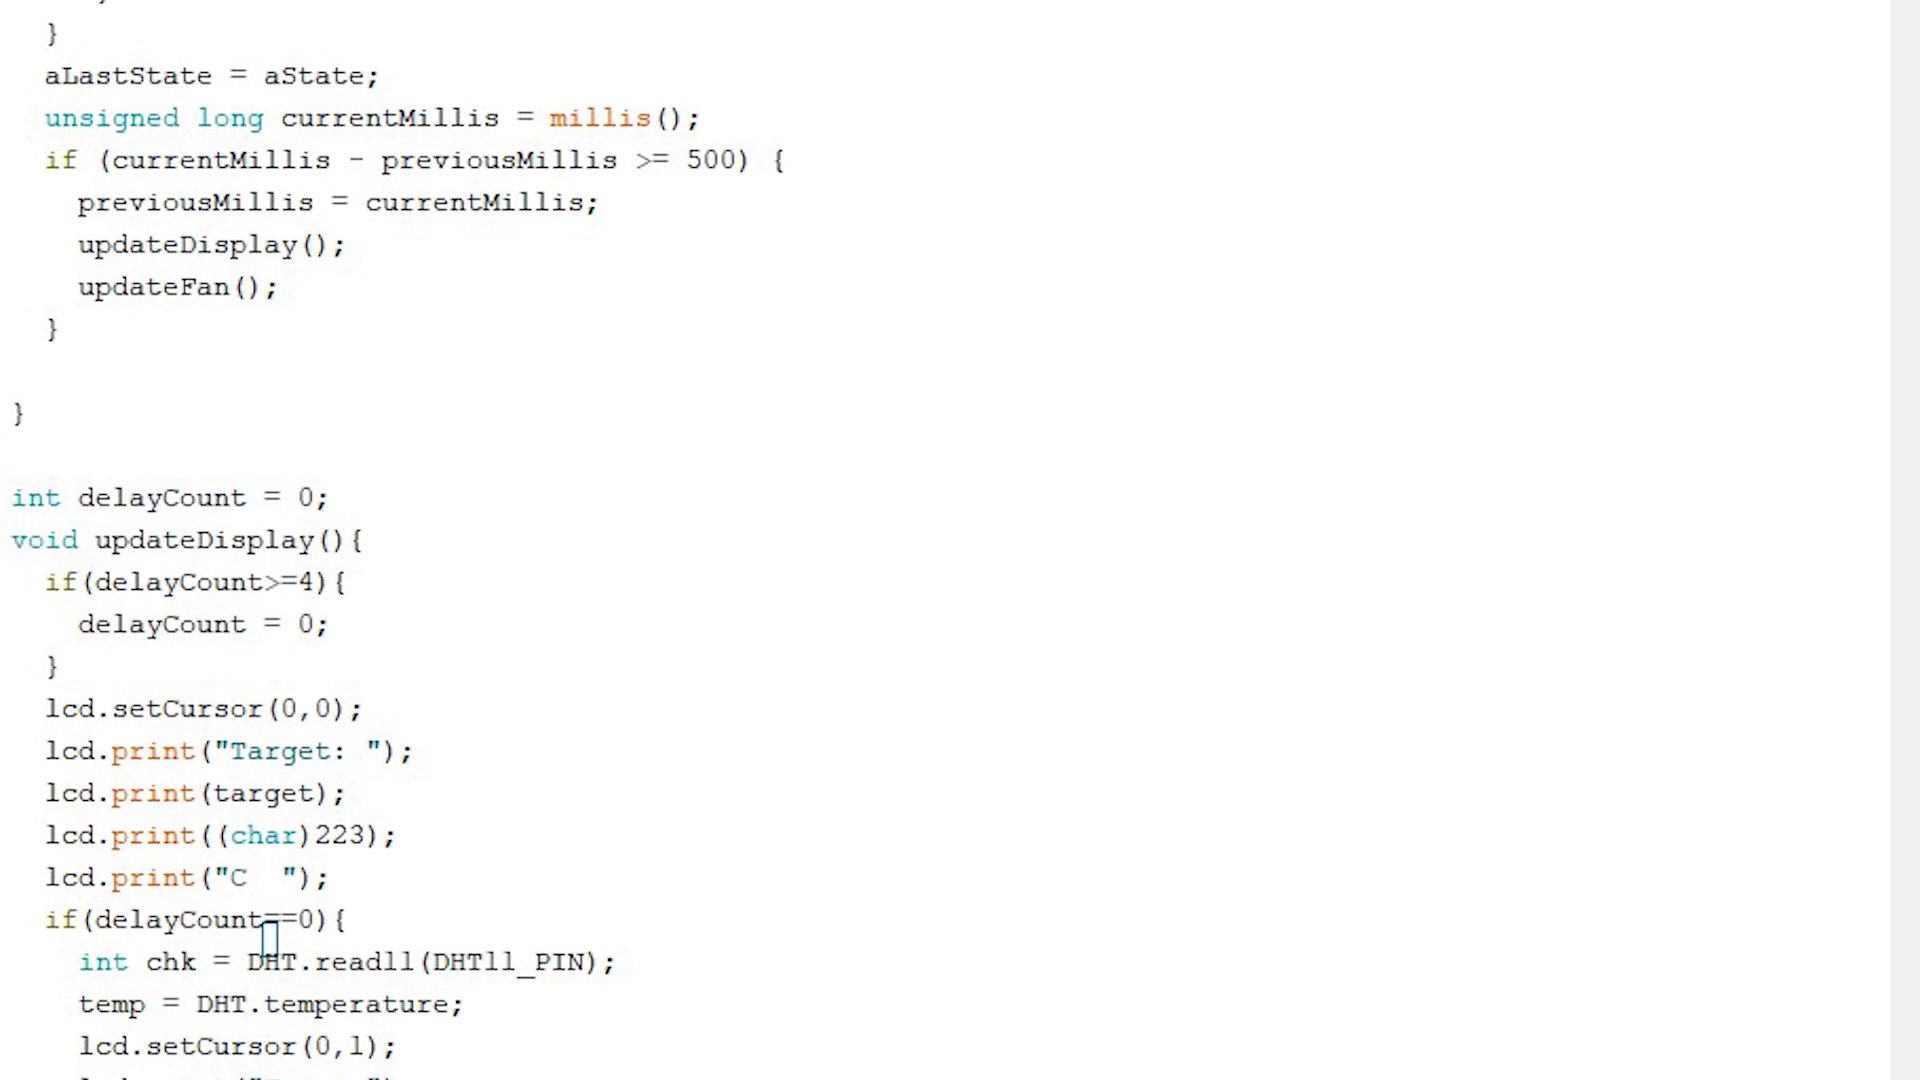 }
aLastState = aState;
unsigned long currentMillis = millis();
if (currentMillis - previousMillis >= 500) {
previousMillis = currentMillis;
updateDisplay();
updateFan();
}
}
int delayCount = 0;
void updateDisplay(){
if(delayCount>=4){
delayCount = 0;
}
lcd.setCursor(0,0);
lcd.print("Target: ");
lcd.print(target);
lcd.print((char)223);
lcd.print("C  ");
if(delayCount==0){
int chk = DHT.read11(DHT11_PIN);
temp = DHT.temperature;
lcd.setCursor(0,1);